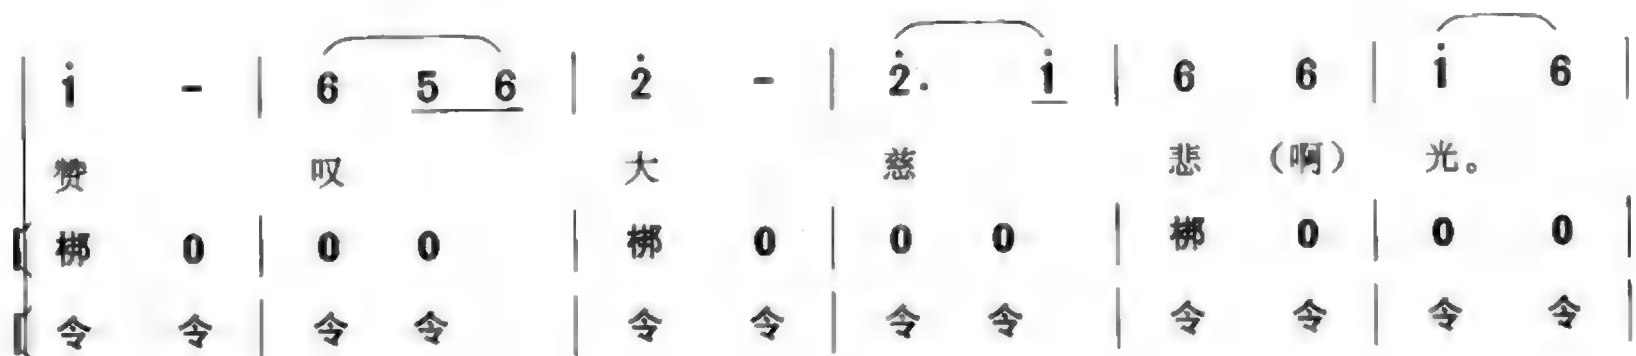 i̇ - | 6 5 6 | 2̇ - | 2̇. i̇ | 6 6 | i̇ 6 |
赞 叹 大 慈 悲 （啊） 光。
梆 0 | 0 0 | 梆 0 | 0 0 | 梆 0 | 0 0 |
令 令 | 令 令 | 令 令 | 令 令 | 令 令 | 令 令 |